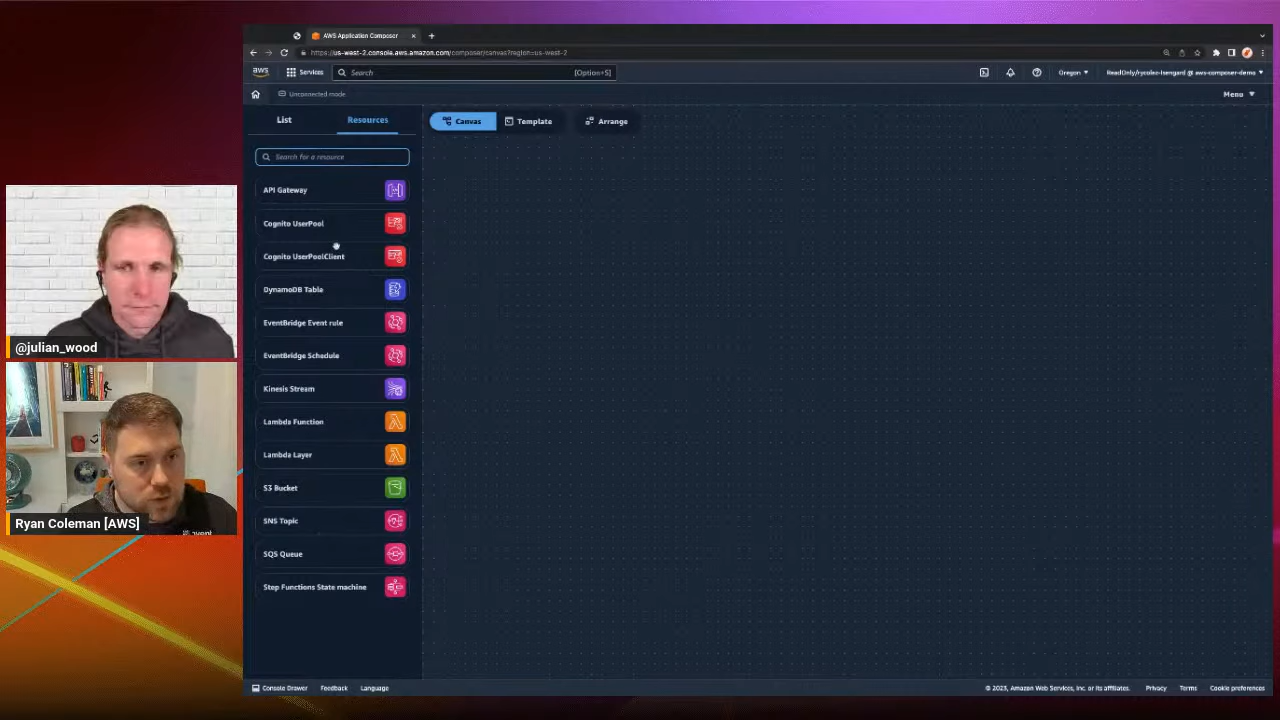 AWS Application Composer
https://us-west-2.console.aws.amazon.com/composer/canvas?region=us-west-2
aws
Services
Search
[Option+S]
Oregon
Unconnected mode
Menu
List
Resources
Canvas
Template
Arrange
Search for a resource
API Gateway
Cognito UserPool
Cognito UserPoolClient
DynamoDB Table
EventBridge Event rule
EventBridge Schedule
Kinesis Stream
Lambda Function
Lambda Layer
S3 Bucket
SNS Topic
SQS Queue
Step Functions State machine
@julian_wood
Ryan Coleman [AWS]
Console Drawer
Feedback
Language
© 2023, Amazon Web Services, Inc. or its affiliates.
Privacy
Terms
Cookie preferences